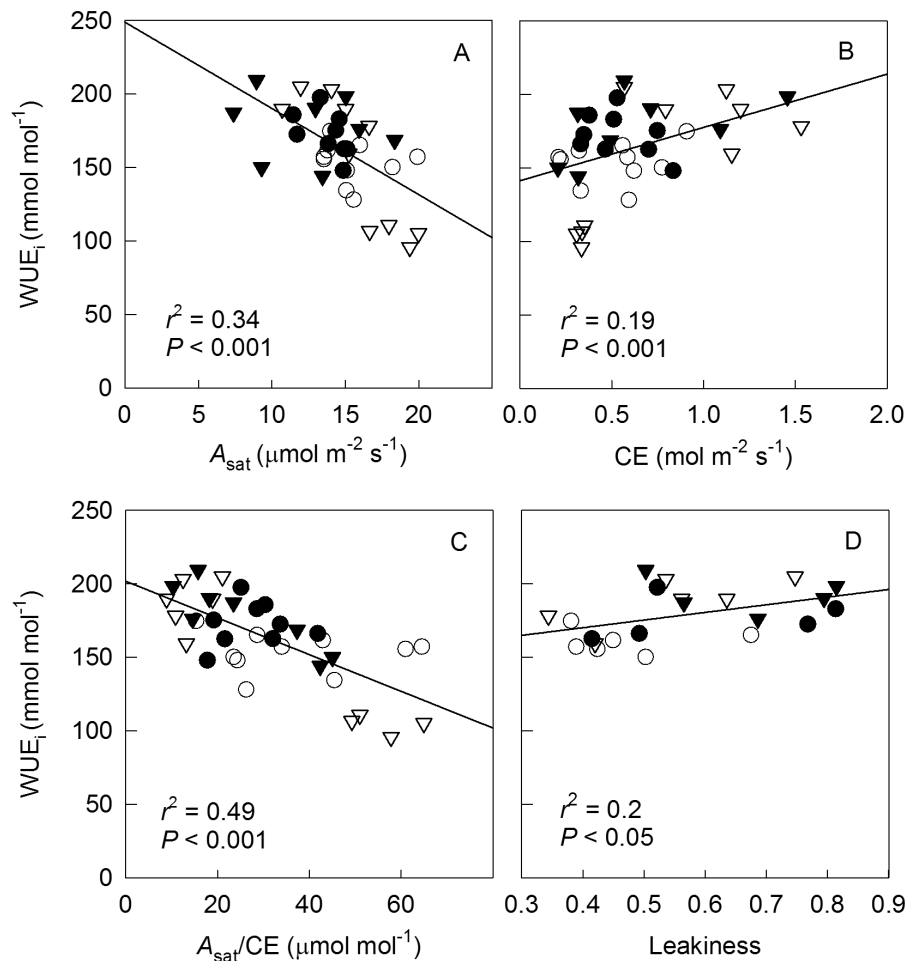 A
B
250
200
150
100
50
0
WUEi (mmol mol-1)
r2 = 0.34
P < 0.001
r2 = 0.19
P < 0.001
0 5 10 15 20
0.0 0.5 1.0 1.5 2.0
Asat (μmol m-2 s-1)
CE (mol m-2 s-1)
C
D
250
200
150
100
50
0
WUEi (mmol mol-1)
r2 = 0.49
P < 0.001
r2 = 0.2
P < 0.05
0 20 40 60
0.3 0.4 0.5 0.6 0.7 0.8 0.9
Asat/CE (μmol mol-1)
Leakiness